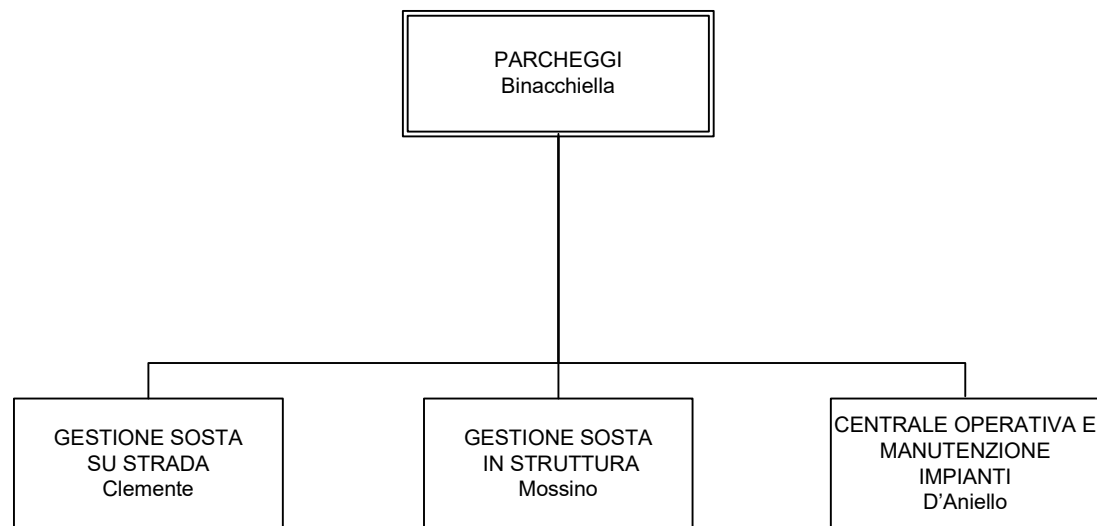 PARCHEGGI
Binacchiella
GESTIONE SOSTA
SU STRADA
Clemente
GESTIONE SOSTA
IN STRUTTURA
Mossino
CENTRALE OPERATIVA E
MANUTENZIONE
IMPIANTI
D'Aniello